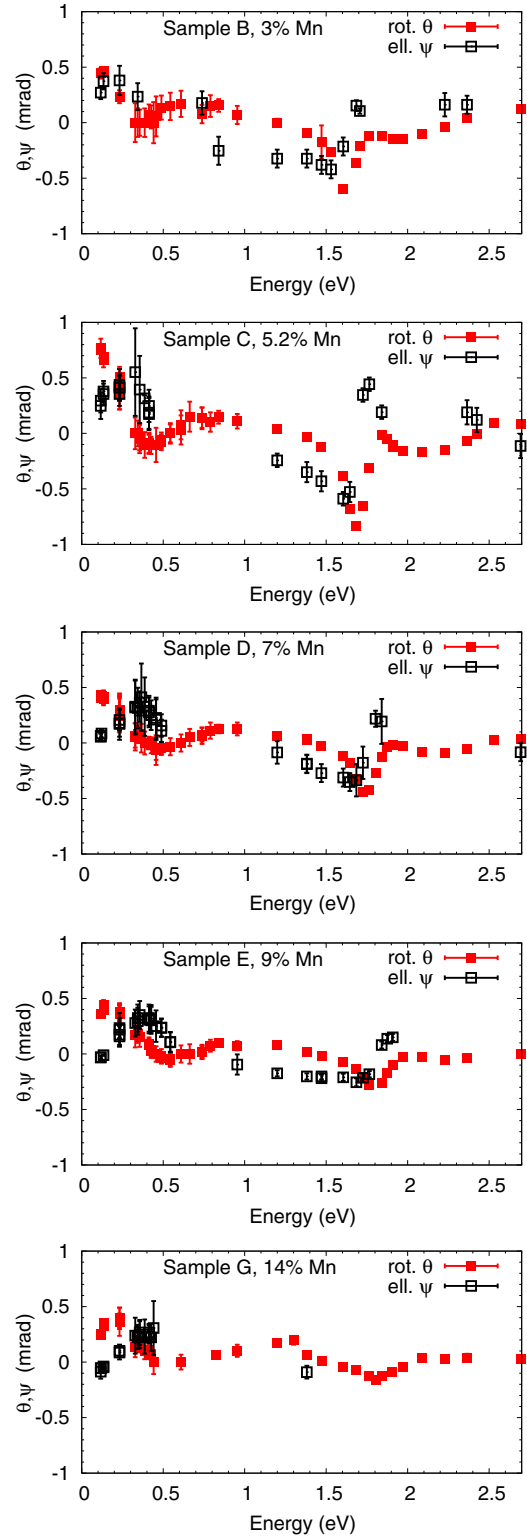 Sample B, 3% Mn
rot. θ
ell. ψ
θ,ψ (mrad)
1
0.5
0
-0.5
-1
0 0.5 1 1.5 2 2.5
Energy (eV)
Sample C, 5.2% Mn
rot. θ
ell. ψ
θ,ψ (mrad)
1
0.5
0
-0.5
-1
0 0.5 1 1.5 2 2.5
Energy (eV)
Sample D, 7% Mn
rot. θ
ell. ψ
θ,ψ (mrad)
1
0.5
0
-0.5
-1
0 0.5 1 1.5 2 2.5
Energy (eV)
Sample E, 9% Mn
rot. θ
ell. ψ
θ,ψ (mrad)
1
0.5
0
-0.5
-1
0 0.5 1 1.5 2 2.5
Energy (eV)
Sample G, 14% Mn
rot. θ
ell. ψ
θ,ψ (mrad)
1
0.5
0
-0.5
-1
0 0.5 1 1.5 2 2.5
Energy (eV)